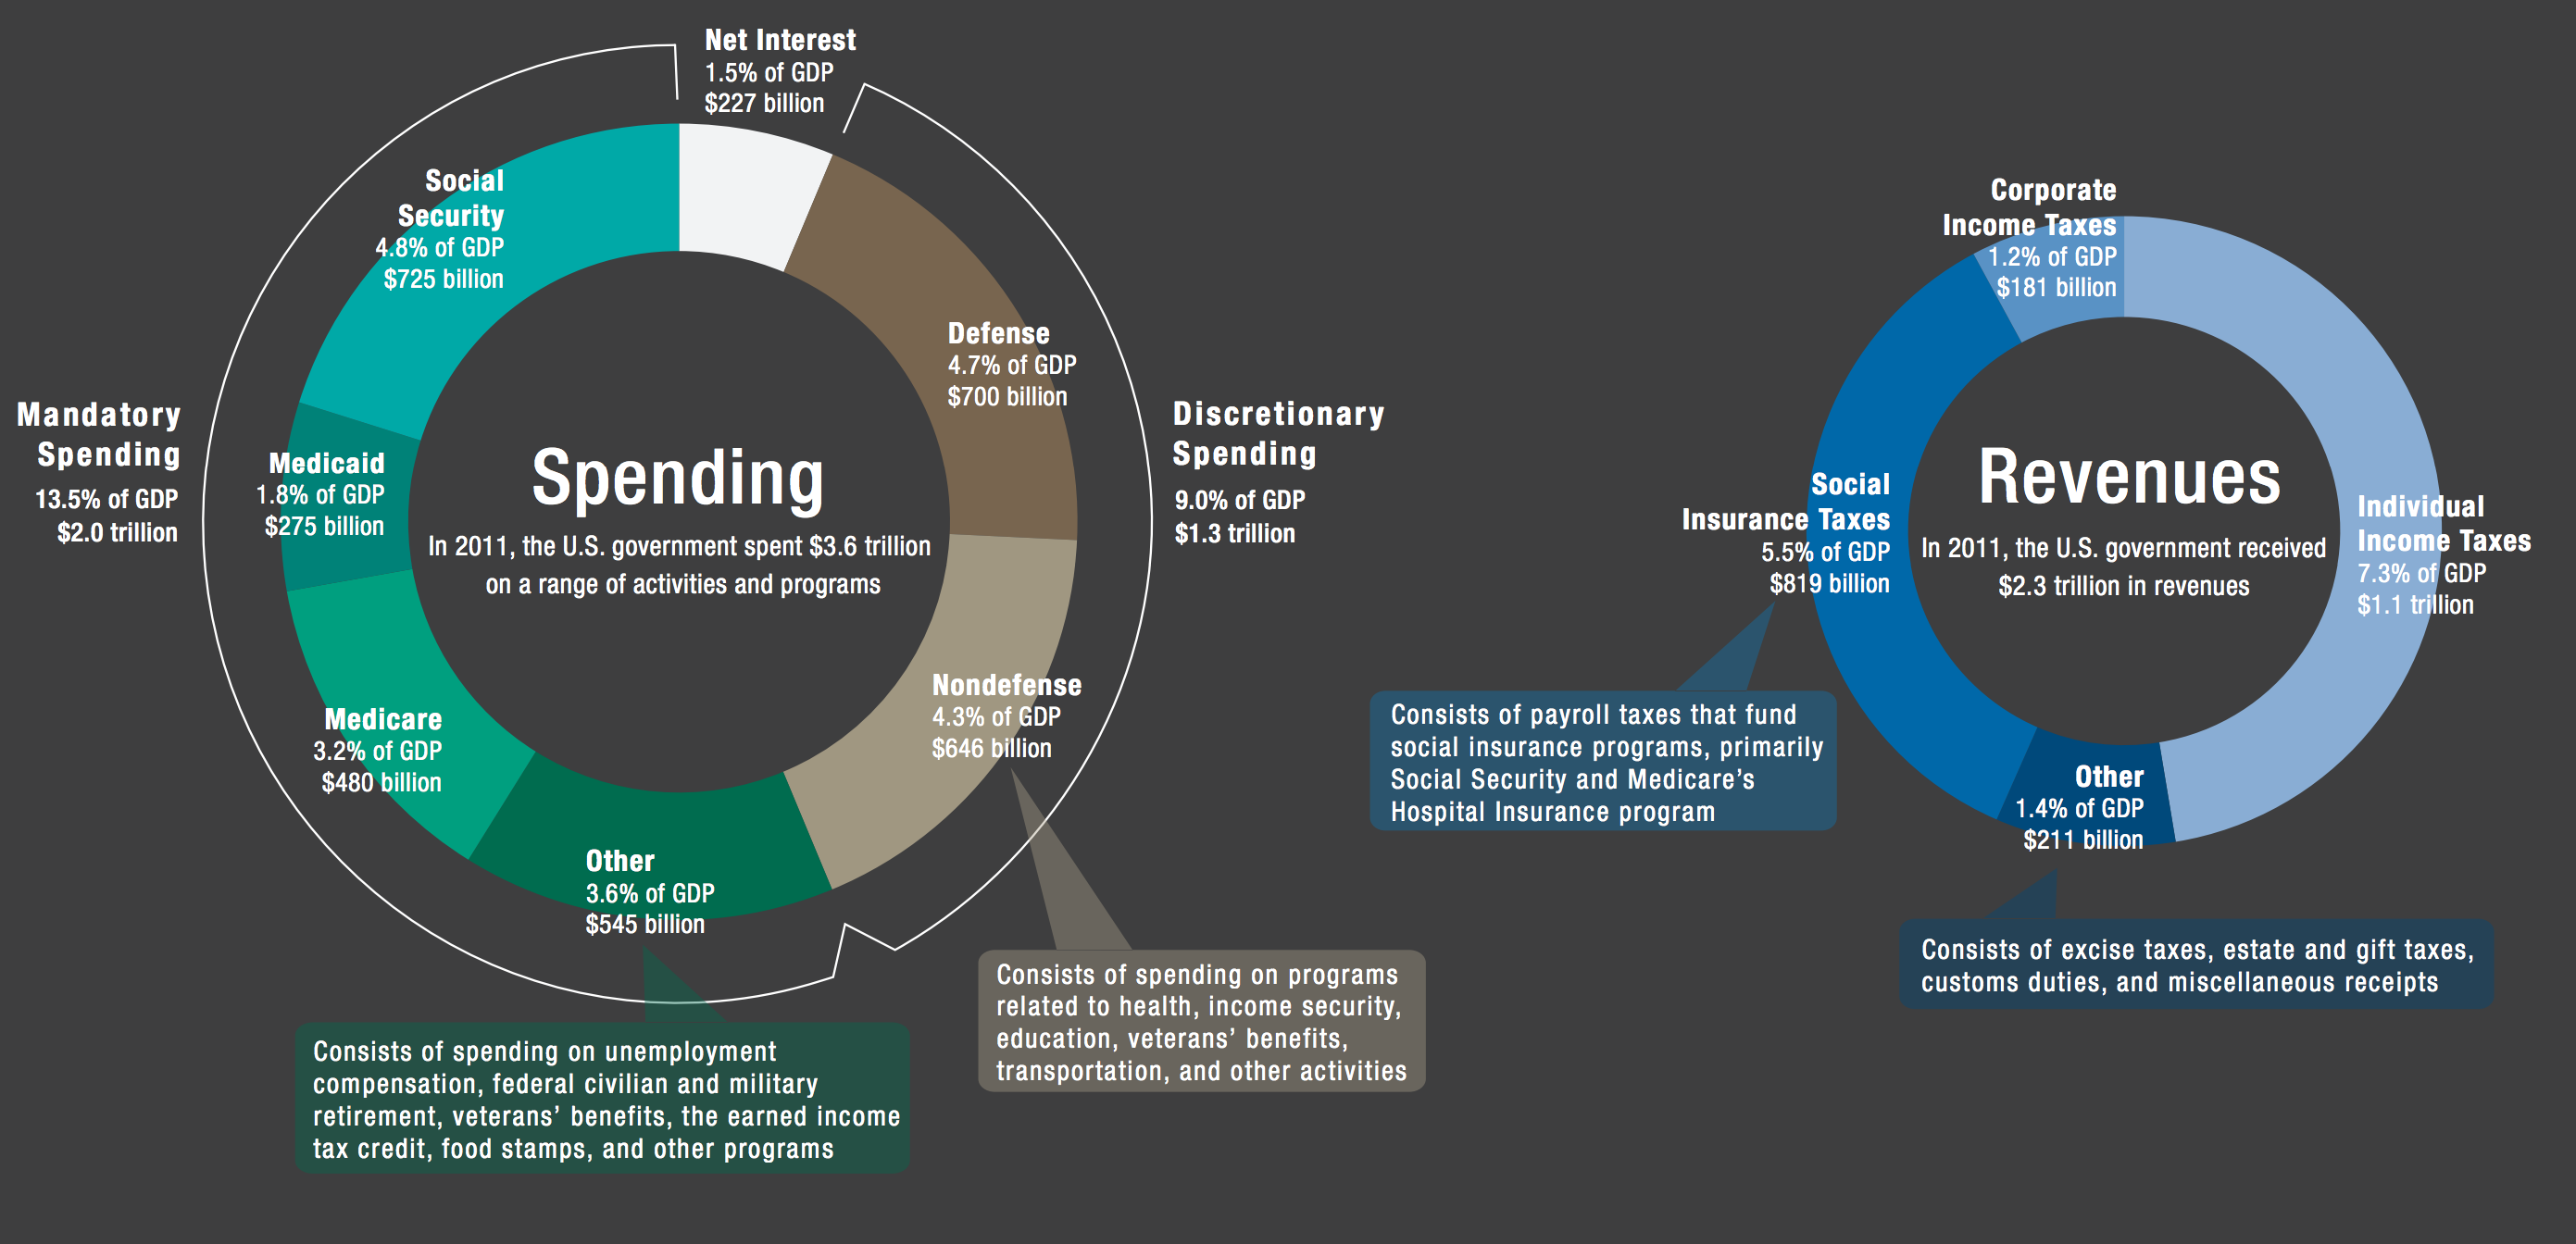 Net Interest
1.5% of GDP
$227 billion
Social
Security
4.8% of GDP
$725 billion
Defense
4.7% of GDP
$700 billion
Mandatory
Spending
13.5% of GDP
$2.0 trillion
Medicaid
1.8% of GDP
$275 billion
Spending
In 2011, the U.S. government spent $3.6 trillion
on a range of activities and programs
Discretionary
Spending
9.0% of GDP
$1.3 trillion
Medicare
3.2% of GDP
$480 billion
Nondefense
4.3% of GDP
$646 billion
Other
3.6% of GDP
$545 billion
Consists of spending on programs
related to health, income security,
education, veterans’ benefits,
transportation, and other activities
Consists of spending on unemployment
compensation, federal civilian and military
retirement, veterans’ benefits, the earned income
tax credit, food stamps, and other programs
Corporate
Income Taxes
1.2% of GDP
$181 billion
Social
Insurance Taxes
5.5% of GDP
$819 billion
Revenues
In 2011, the U.S. government received
$2.3 trillion in revenues
Individual
Income Taxes
7.3% of GDP
$1.1 trillion
Consists of payroll taxes that fund
social insurance programs, primarily
Social Security and Medicare’s
Hospital Insurance program
Other
1.4% of GDP
$211 billion
Consists of excise taxes, estate and gift taxes,
customs duties, and miscellaneous receipts